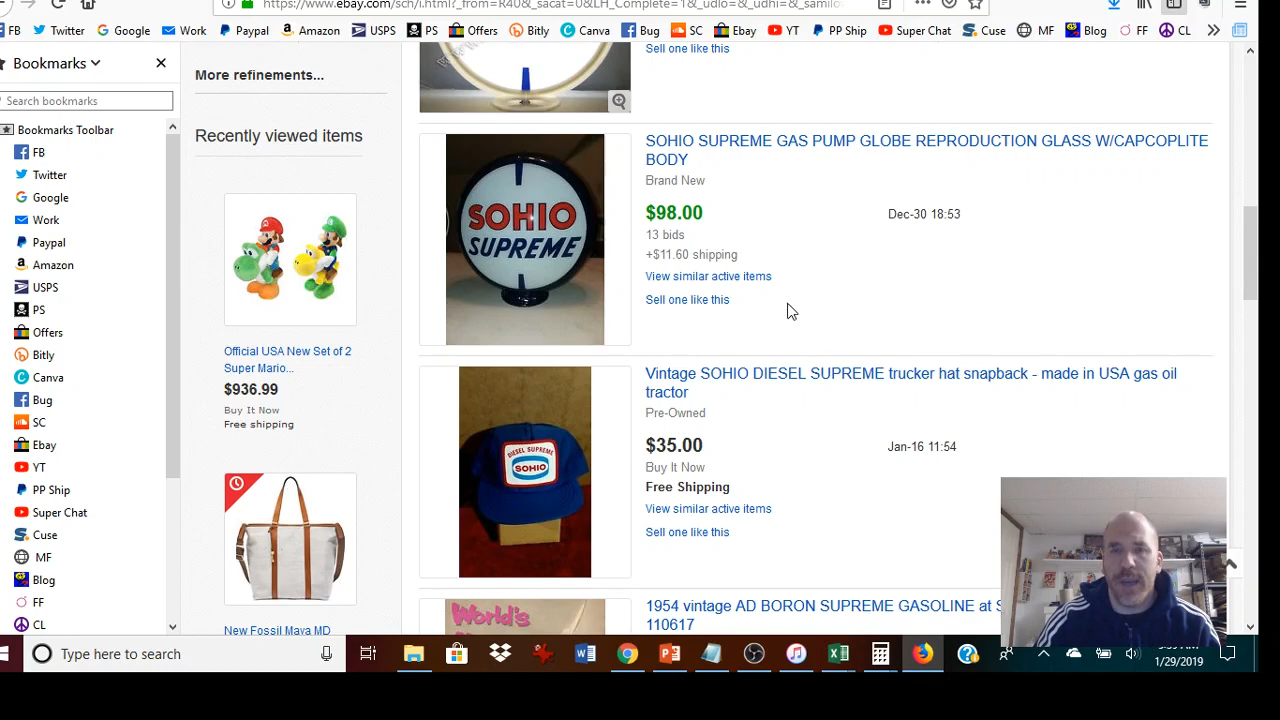 https://www.ebay.com/sch/i.html?_from=R40&_sacat=0&LH_Complete=1&_udlo=&_udhi=&_samilo
FB Twitter Google Work Paypal Amazon USPS PS Offers Bitly Canva Bug SC Ebay YT PP Ship Super Chat Cuse MF Blog FF CL
Bookmarks
Search bookmarks
Bookmarks Toolbar
FB
Twitter
Google
Work
Paypal
Amazon
USPS
PS
Offers
Bitly
Canva
Bug
SC
Ebay
YT
PP Ship
Super Chat
Cuse
MF
Blog
FF
CL
More refinements...
Recently viewed items
Official USA New Set of 2
Super Mario...
$936.99
Buy It Now
Free shipping
New Fossil Maya MD
Sell one like this
SOHIO
SUPREME
SOHIO SUPREME GAS PUMP GLOBE REPRODUCTION GLASS W/CAPCOPLITE
BODY
Brand New
$98.00 Dec-30 18:53
13 bids
+$11.60 shipping
View similar active items
Sell one like this
DIESEL SUPREME
SOHIO
Vintage SOHIO DIESEL SUPREME trucker hat snapback - made in USA gas oil
tractor
Pre-Owned
$35.00 Jan-16 11:54
Buy It Now
Free Shipping
View similar active items
Sell one like this
World's
1954 vintage AD BORON SUPREME GASOLINE at S
110617
Type here to search
1/29/2019